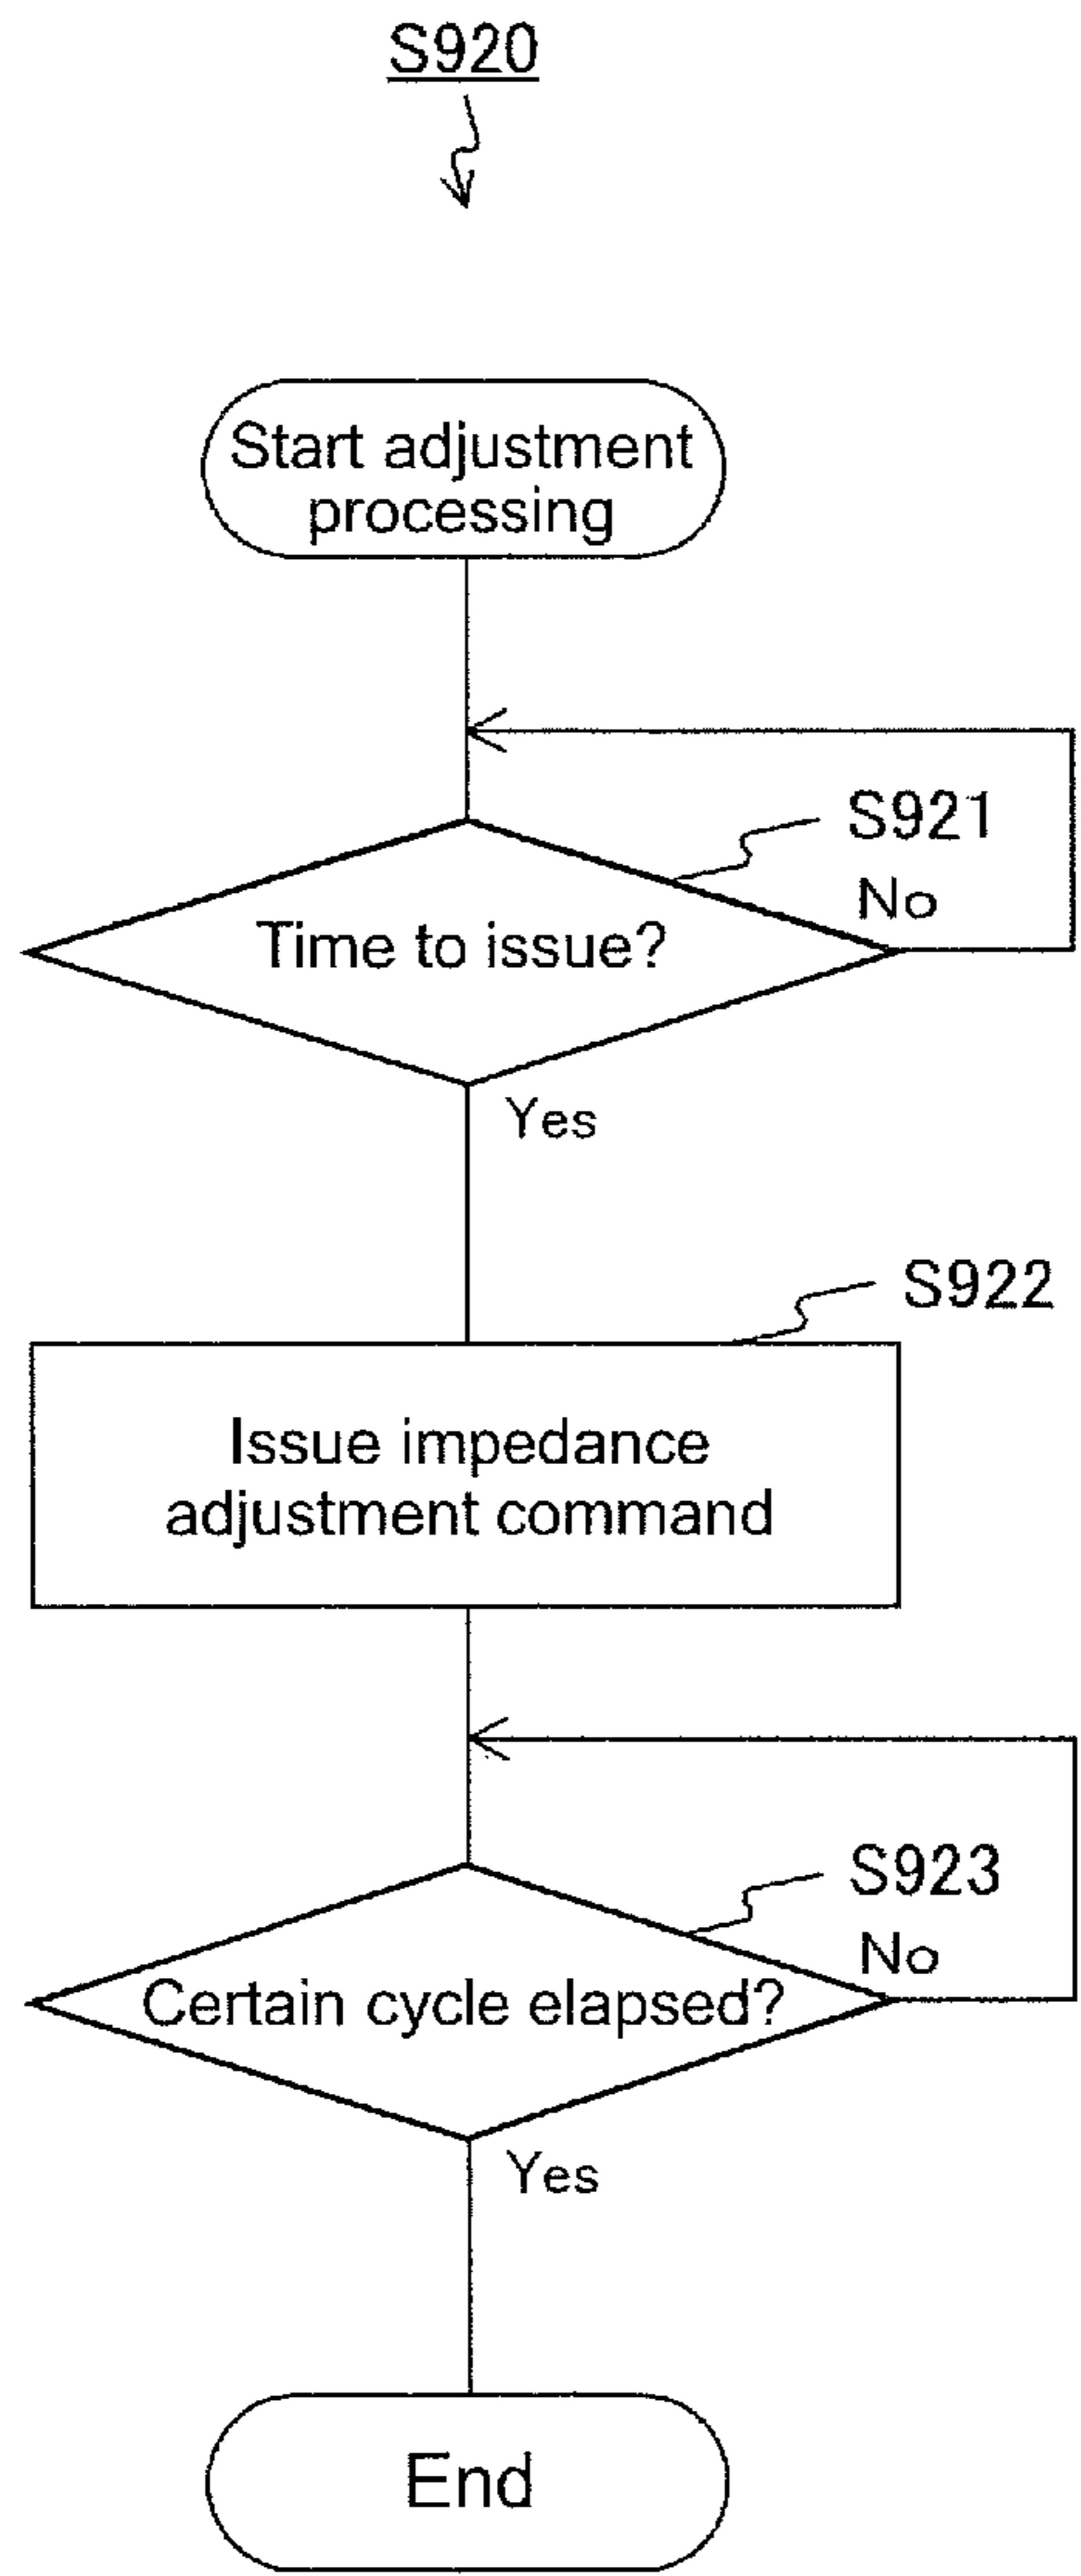 S920
Start adjustment
processing
S921
No
Time to issue?
Yes
S922
Issue impedance
adjustment command
S923
No
Certain cycle elapsed?
Yes
End